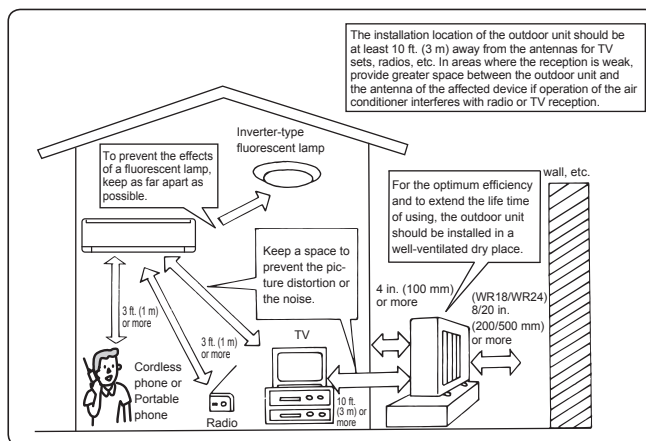 The installation location of the outdoor unit should be
at least 10 ft. (3 m) away from the antennas for TV
sets, radios, etc. In areas where the reception is weak,
provide greater space between the outdoor unit and
the antenna of the affected device if operation of the air
conditioner interferes with radio or TV reception.
Inverter-type
fluorescent lamp
To prevent the effects
of a fluorescent lamp,
keep as far apart as
possible.
wall, etc.
For the optimum efficiency
and to extend the life time
of using, the outdoor unit
should be installed in a
well-ventilated dry place.
Keep a space to
prevent the pic-
ture distortion or
the noise.
4 in. (100 mm)
or more
(WR18/WR24)
8/20 in.
(200/500 mm)
or more
3 ft. (1 m)
or more
3 ft. (1 m)
or more
TV
Cordless
phone or
Portable
phone
Radio
10 ft.
(3 m) or
more